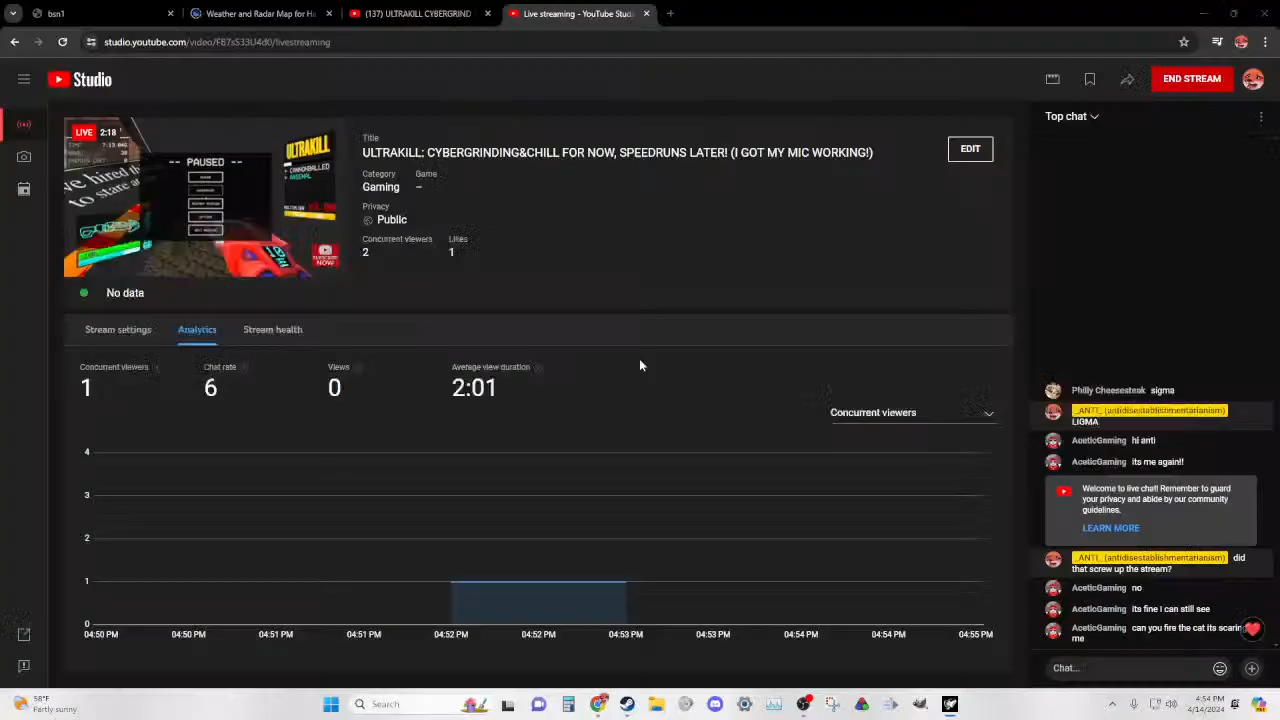 bsn1
Weather and Radar Map for H
(137) ULTRAKILL CYBERGRIND
Live streaming - YouTube Stud
studio.youtube.com/video/FB7sS33U4d0/livestreaming
Studio
END STREAM
LIVE 2:18
-- PAUSED --
ULTRAKILL
CANNONBALLED
ARSENAL
SUBSCRIBE
NOW
Title
ULTRAKILL: CYBERGRINDING&CHILL FOR NOW, SPEEDRUNS LATER! (I GOT MY MIC WORKING!)
EDIT
Category
Game
Gaming
–
Privacy
Public
Concurrent viewers
Likes
2
1
No data
Stream settings
Analytics
Stream health
Concurrent viewers
Chat rate
Views
Average view duration
1
6
0
2:01
Concurrent viewers
4
3
2
1
0
04:50 PM
04:50 PM
04:51 PM
04:51 PM
04:52 PM
04:52 PM
04:53 PM
04:53 PM
04:54 PM
04:54 PM
04:55 PM
Top chat
Philly Cheesesteak sigma
_ANTI_ (antidisestablishmentarianism)
LIGMA
AceticGaming hi anti
AceticGaming its me again!!
Welcome to live chat! Remember to guard
your privacy and abide by our community
guidelines.
LEARN MORE
_ANTI_ (antidisestablishmentarianism) did
that screw up the stream?
AceticGaming no
AceticGaming its fine I can still see
AceticGaming can you fire the cat its scarin
me
Chat...
58°F
Partly sunny
Search
4:54 PM
4/14/2024